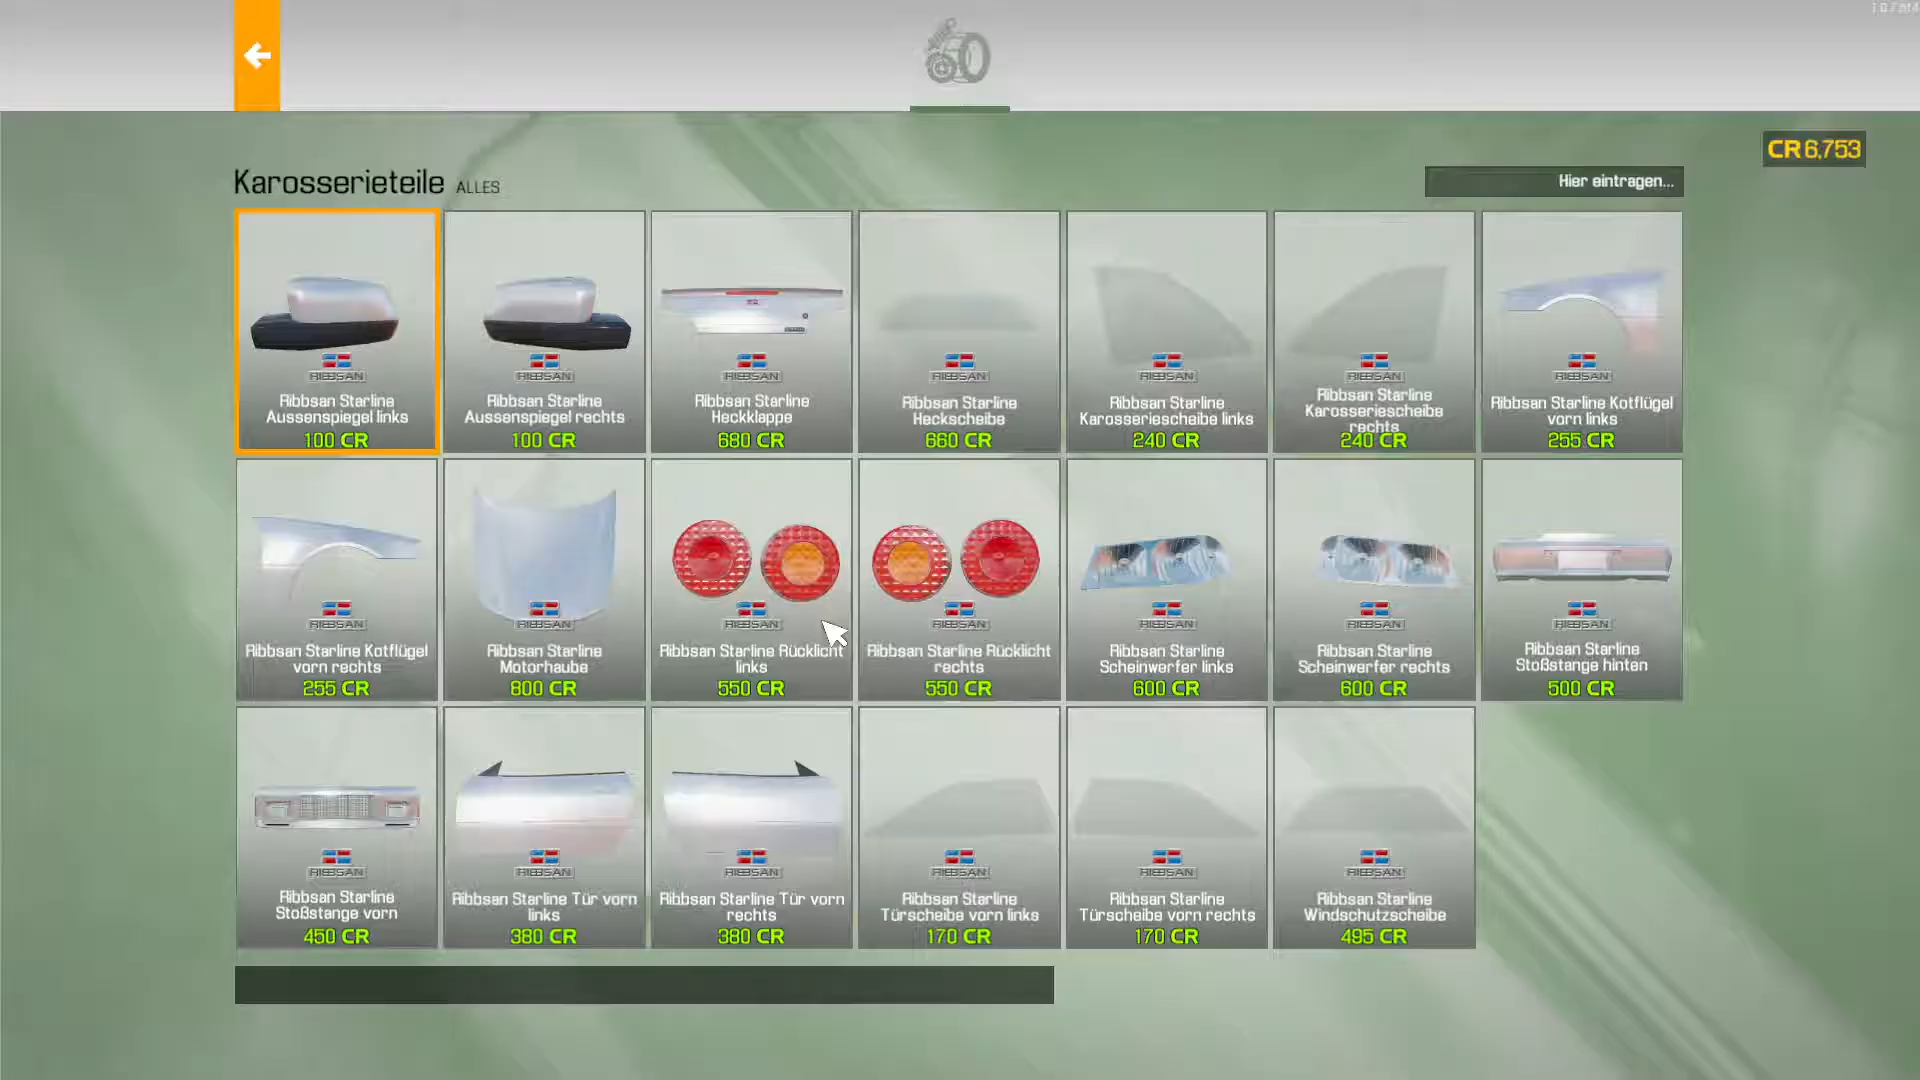 CR 6,753
Karosserieteile ALLES
Hier eintragen...
RIBBSAN
Ribbsan Starline
Aussenspiegel links
100 CR
RIBBSAN
Ribbsan Starline
Aussenspiegel rechts
100 CR
RIBBSAN
Ribbsan Starline
Heckklappe
680 CR
RIBBSAN
Ribbsan Starline
Heckscheibe
660 CR
RIBBSAN
Ribbsan Starline
Karosseriescheibe links
240 CR
RIBBSAN
Ribbsan Starline
Karosseriescheibe
rechts
240 CR
RIBBSAN
Ribbsan Starline Kotflügel
vorn links
255 CR
RIBBSAN
Ribbsan Starline Kotflügel
vorn rechts
255 CR
RIBBSAN
Ribbsan Starline
Motorhaube
800 CR
RIBBSAN
Ribbsan Starline Rücklicht
links
550 CR
RIBBSAN
Ribbsan Starline Rücklicht
rechts
550 CR
RIBBSAN
Ribbsan Starline
Scheinwerfer links
600 CR
RIBBSAN
Ribbsan Starline
Scheinwerfer rechts
600 CR
RIBBSAN
Ribbsan Starline
Stoßstange hinten
500 CR
RIBBSAN
Ribbsan Starline
Stoßstange vorn
450 CR
RIBBSAN
Ribbsan Starline Tür vorn
links
380 CR
RIBBSAN
Ribbsan Starline Tür vorn
rechts
380 CR
RIBBSAN
Ribbsan Starline
Türscheibe vorn links
170 CR
RIBBSAN
Ribbsan Starline
Türscheibe vorn rechts
170 CR
RIBBSAN
Ribbsan Starline
Windschutzscheibe
495 CR